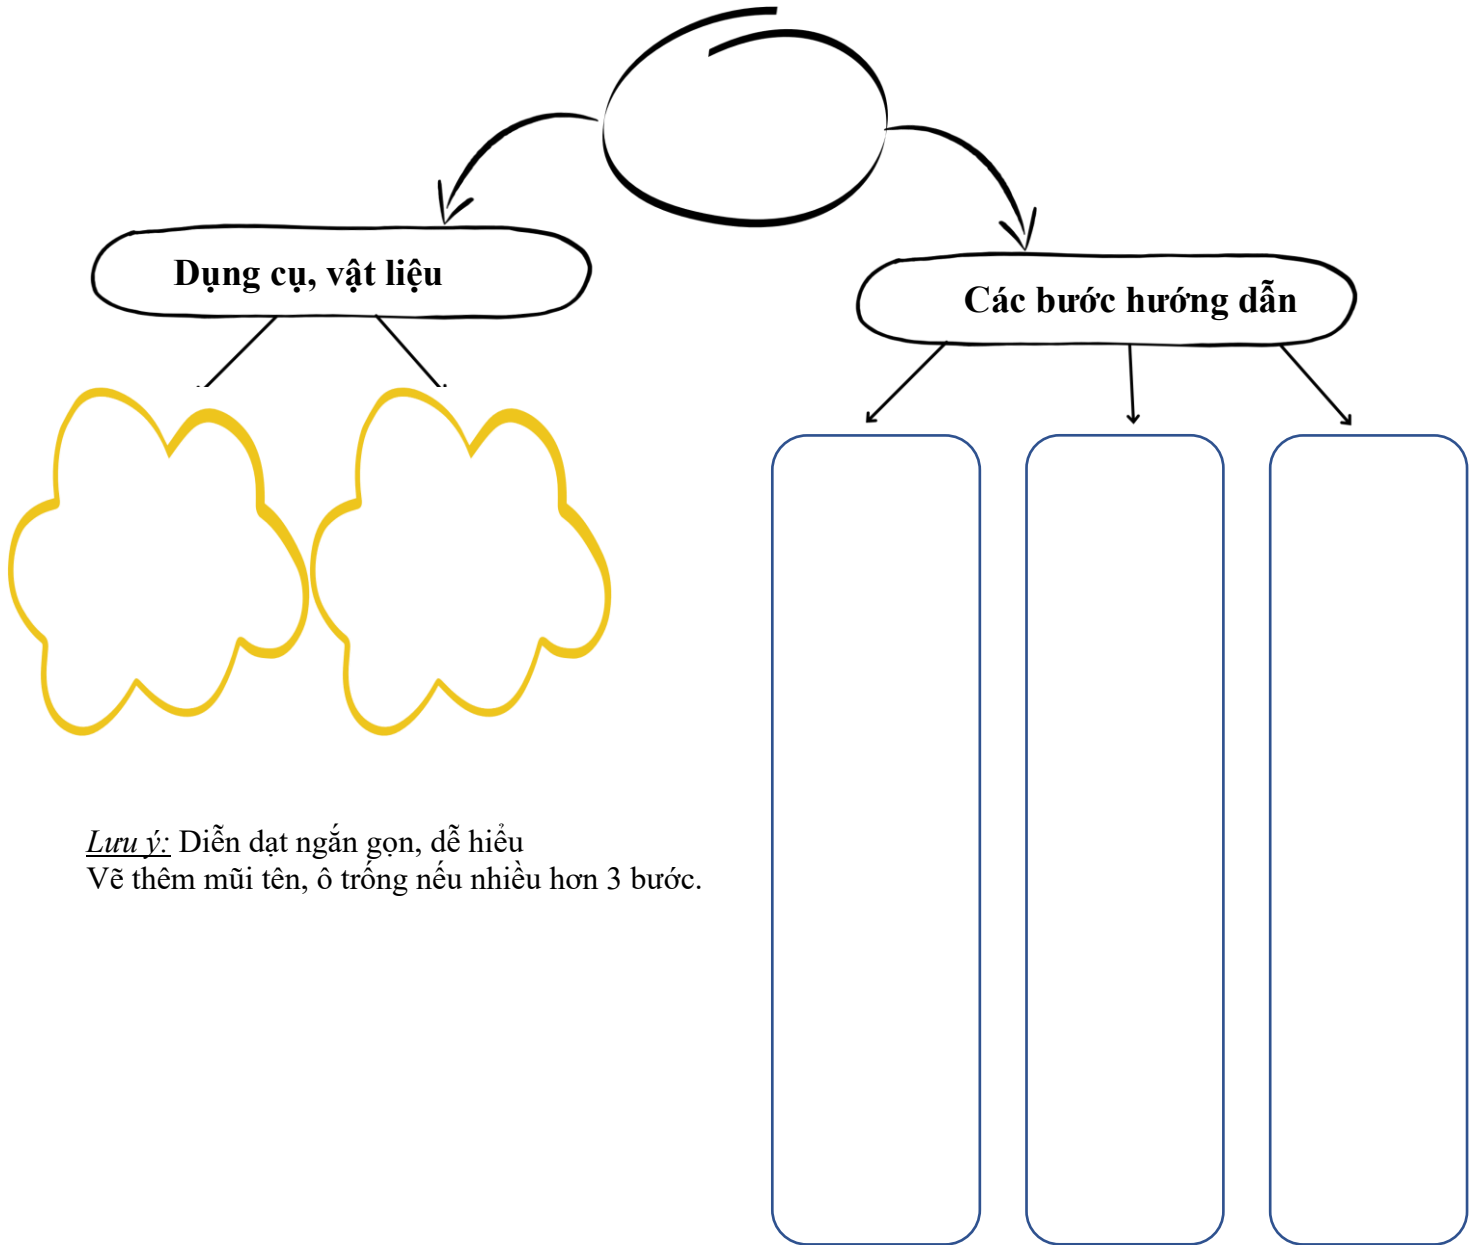 Dụng cụ, vật liệu
Các bước hướng dẫn
Lưu ý: Diễn dạt ngắn gọn, dễ hiểu
Vẽ thêm mũi tên, ô trống nếu nhiều hơn 3 bước.